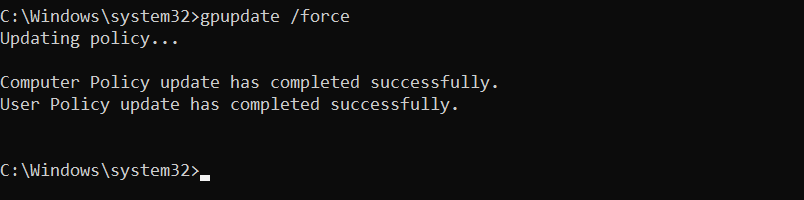 C:\Windows\system32>gpupdate /force
Updating policy...
Computer Policy update has completed successfully.
User Policy update has completed successfully.
C:\Windows\system32>